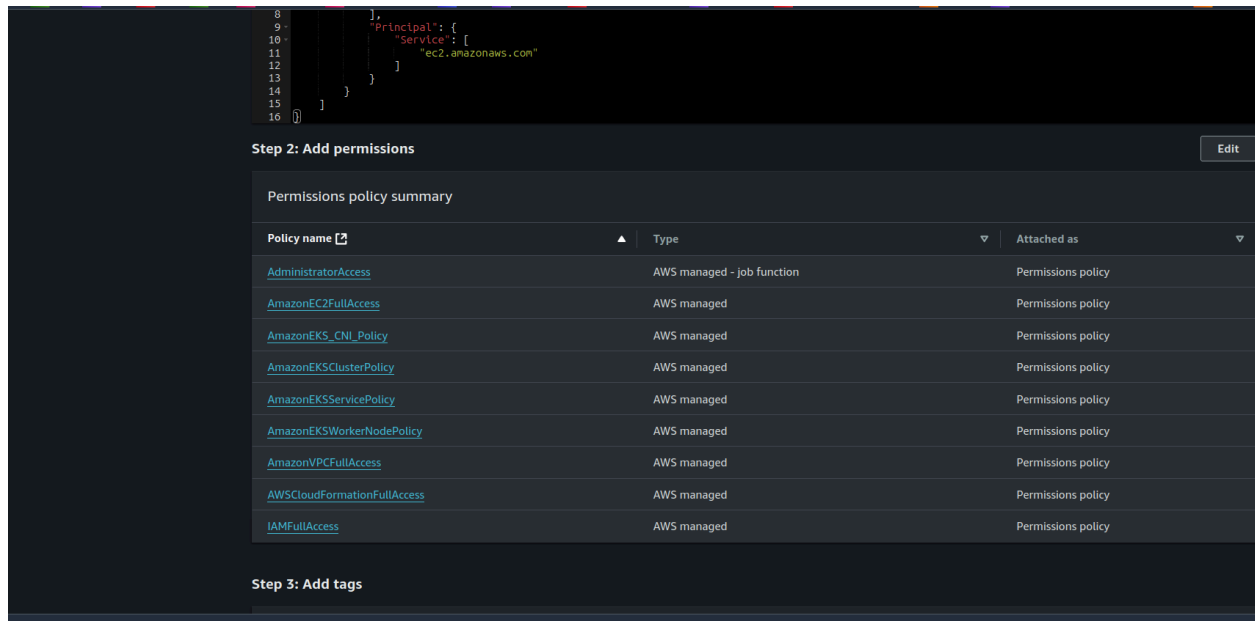 8 ],
9 "Principal": {
10 "Service": [
11 "ec2.amazonaws.com"
12 ]
13 }
14 }
15 ]
16 }
Step 2: Add permissions Edit
Permissions policy summary
Policy name Type Attached as
AdministratorAccess AWS managed - job function Permissions policy
AmazonEC2FullAccess AWS managed Permissions policy
AmazonEKS_CNI_Policy AWS managed Permissions policy
AmazonEKSClusterPolicy AWS managed Permissions policy
AmazonEKSServicePolicy AWS managed Permissions policy
AmazonEKSWorkerNodePolicy AWS managed Permissions policy
AmazonVPCFullAccess AWS managed Permissions policy
AWSCloudFormationFullAccess AWS managed Permissions policy
IAMFullAccess AWS managed Permissions policy
Step 3: Add tags